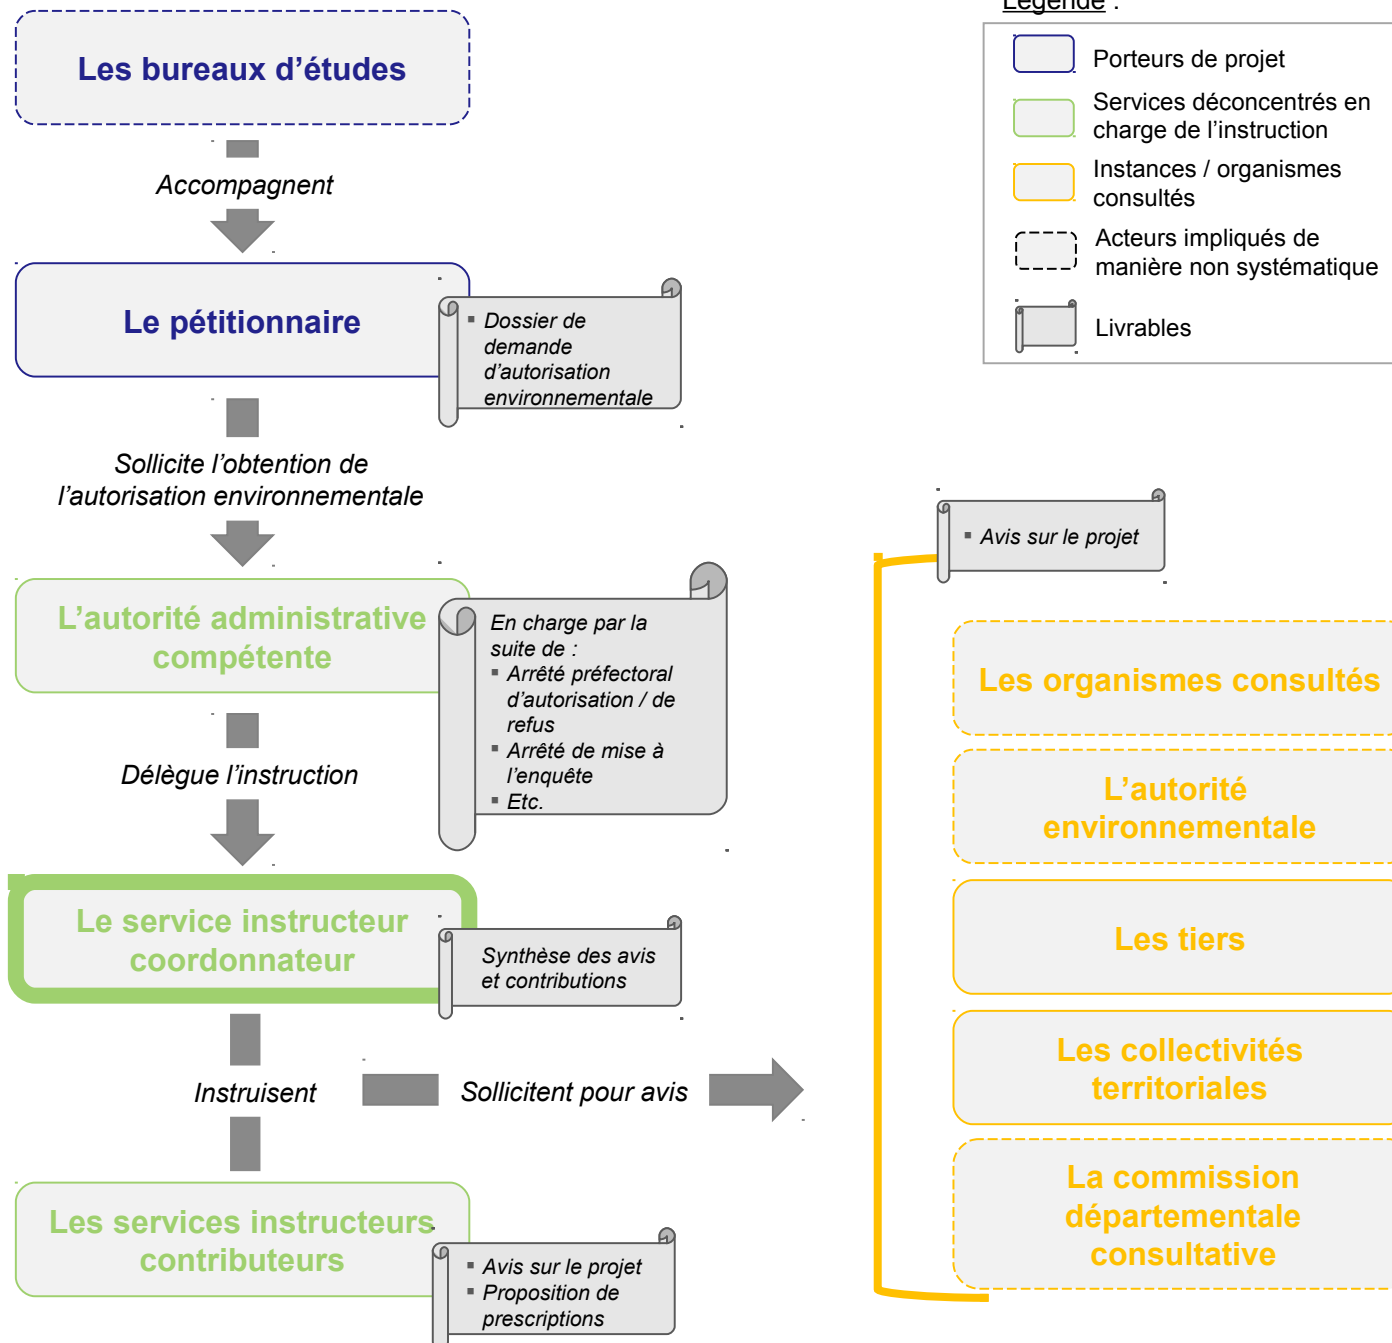 Légende :
Porteurs de projet
Services déconcentrés en
charge de l’instruction
Instances / organismes
consultés
Acteurs impliqués de
manière non systématique
Livrables
Les bureaux d’études
Accompagnent
Le pétitionnaire
▪ Dossier de
demande
d’autorisation
environnementale
Sollicite l’obtention de
l’autorisation environnementale
L’autorité administrative
compétente
En charge par la
suite de :
▪ Arrêté préfectoral
d’autorisation / de
refus
▪ Arrêté de mise à
l’enquête
▪ Etc.
Délègue l’instruction
Le service instructeur
coordonnateur
Synthèse des avis
et contributions
Instruisent
Sollicitent pour avis
Les services instructeurs
contributeurs
▪ Avis sur le projet
▪ Proposition de
prescriptions
▪ Avis sur le projet
Les organismes consultés
L’autorité
environnementale
Les tiers
Les collectivités
territoriales
La commission
départementale
consultative